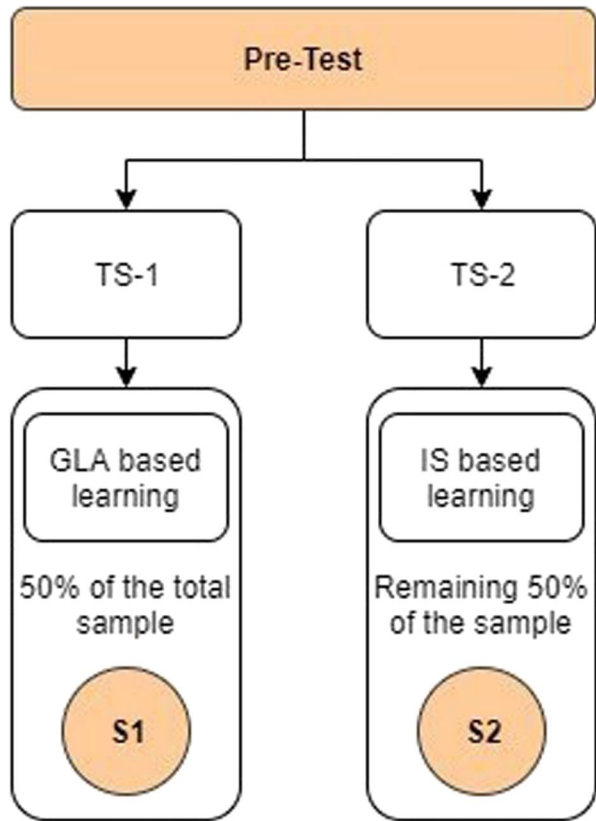 Pre-Test
TS-1
TS-2
GLA based
learning
50% of the total
sample
S1
IS based
learning
Remaining 50%
of the sample
S2